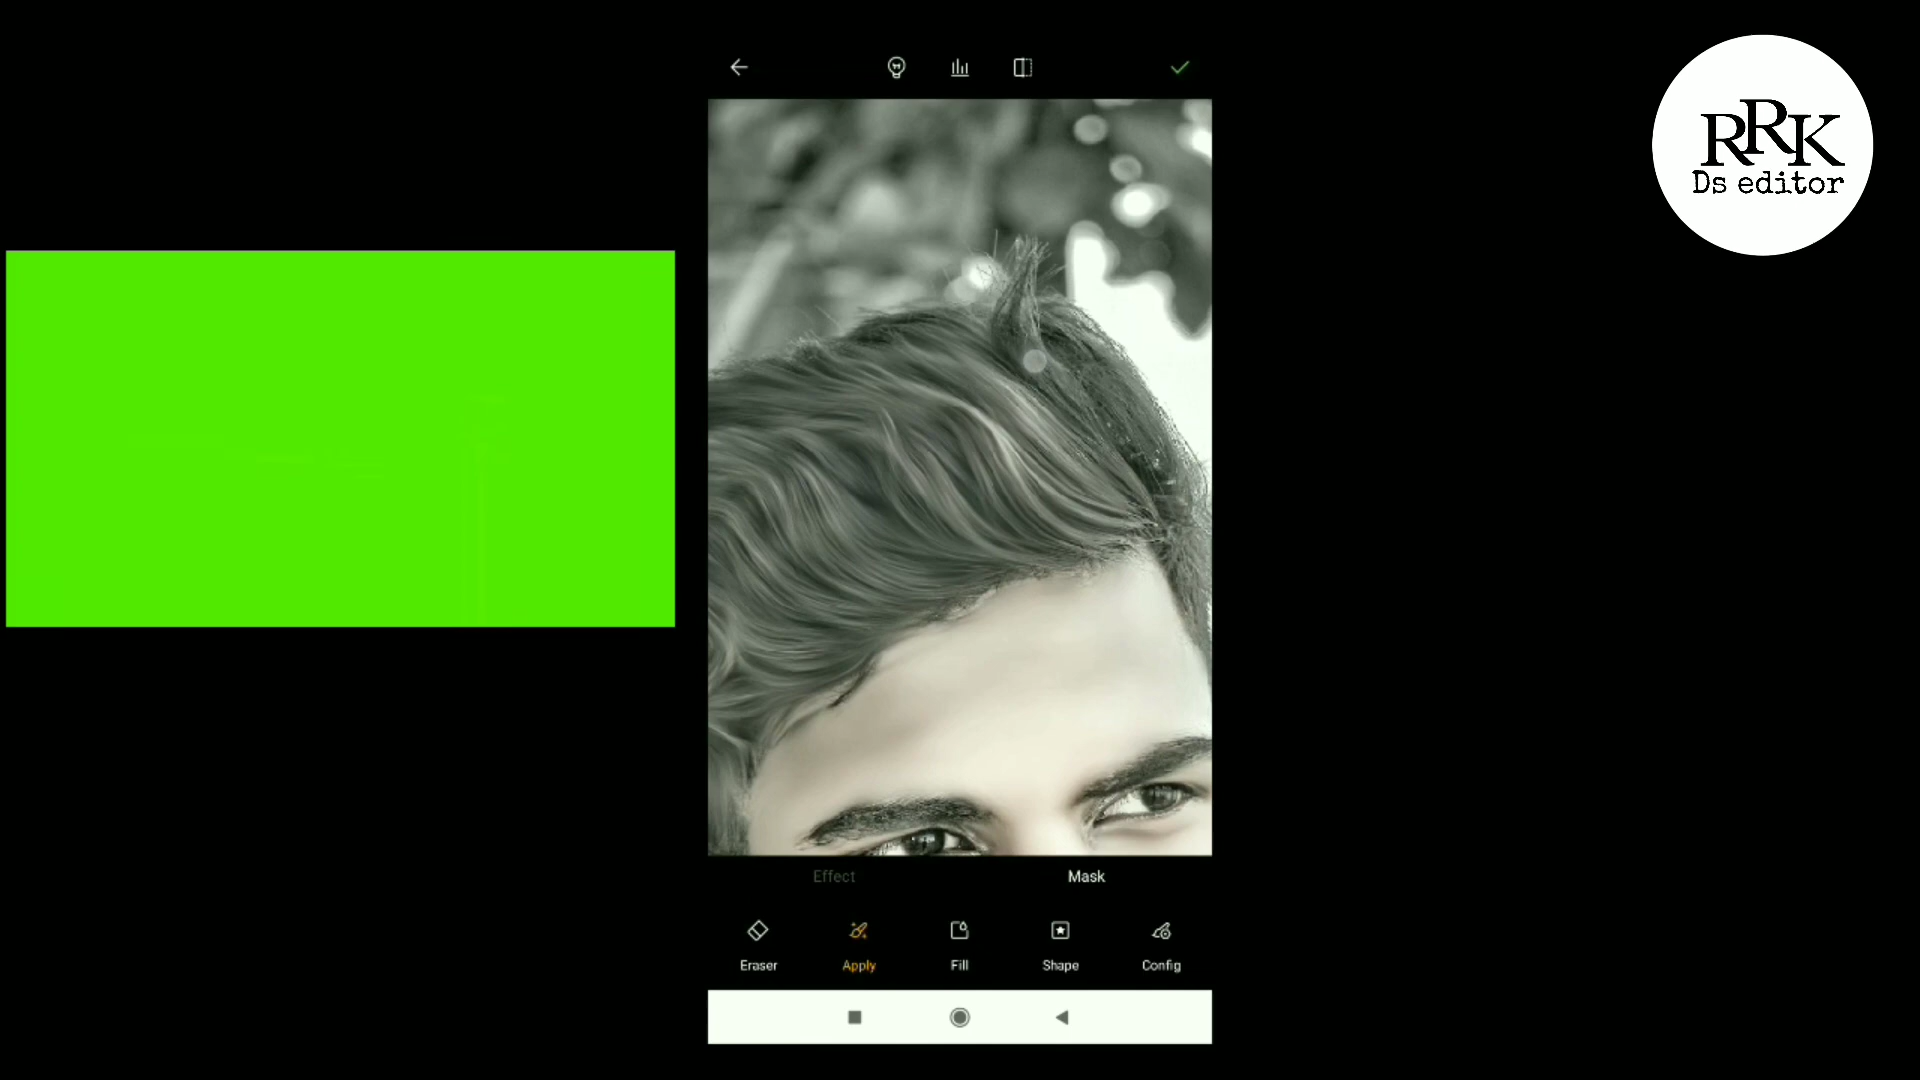 RRK
Ds editor
Effect
Mask
Eraser
Apply
Fill
Shape
Config